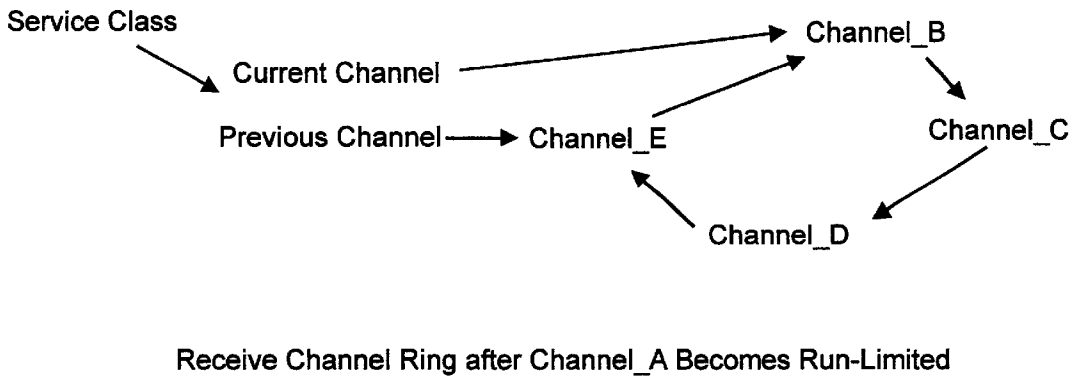 Service Class
Channel_B
Current Channel
Previous Channel
Channel_E
Channel_C
Channel_D
Receive Channel Ring after Channel_A Becomes Run-Limited